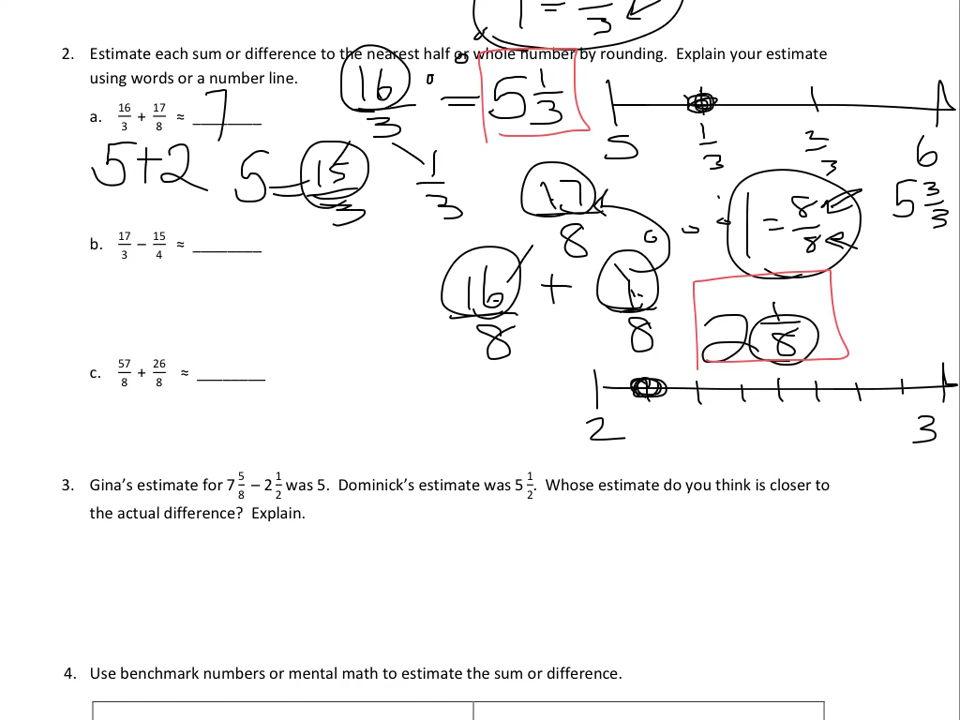 1 = /3
2. Estimate each sum or difference to the nearest half or whole number by rounding. Explain your estimate
using words or a number line.
a. 16/3 + 17/8 ≈ 7
16/3 = 5 1/3
5 1/3 2/3 6
5 3/3
5+2 5 = 15/3 1/3
17/8
1 = 8/8
16/8 + 1/8
2 1/8
b. 17/3 − 15/4 ≈ ________
c. 57/8 + 26/8 ≈ ________
2 3
3. Gina's estimate for 7 5/8 − 2 1/2 was 5. Dominick's estimate was 5 1/2. Whose estimate do you think is closer to
the actual difference? Explain.
4. Use benchmark numbers or mental math to estimate the sum or difference.